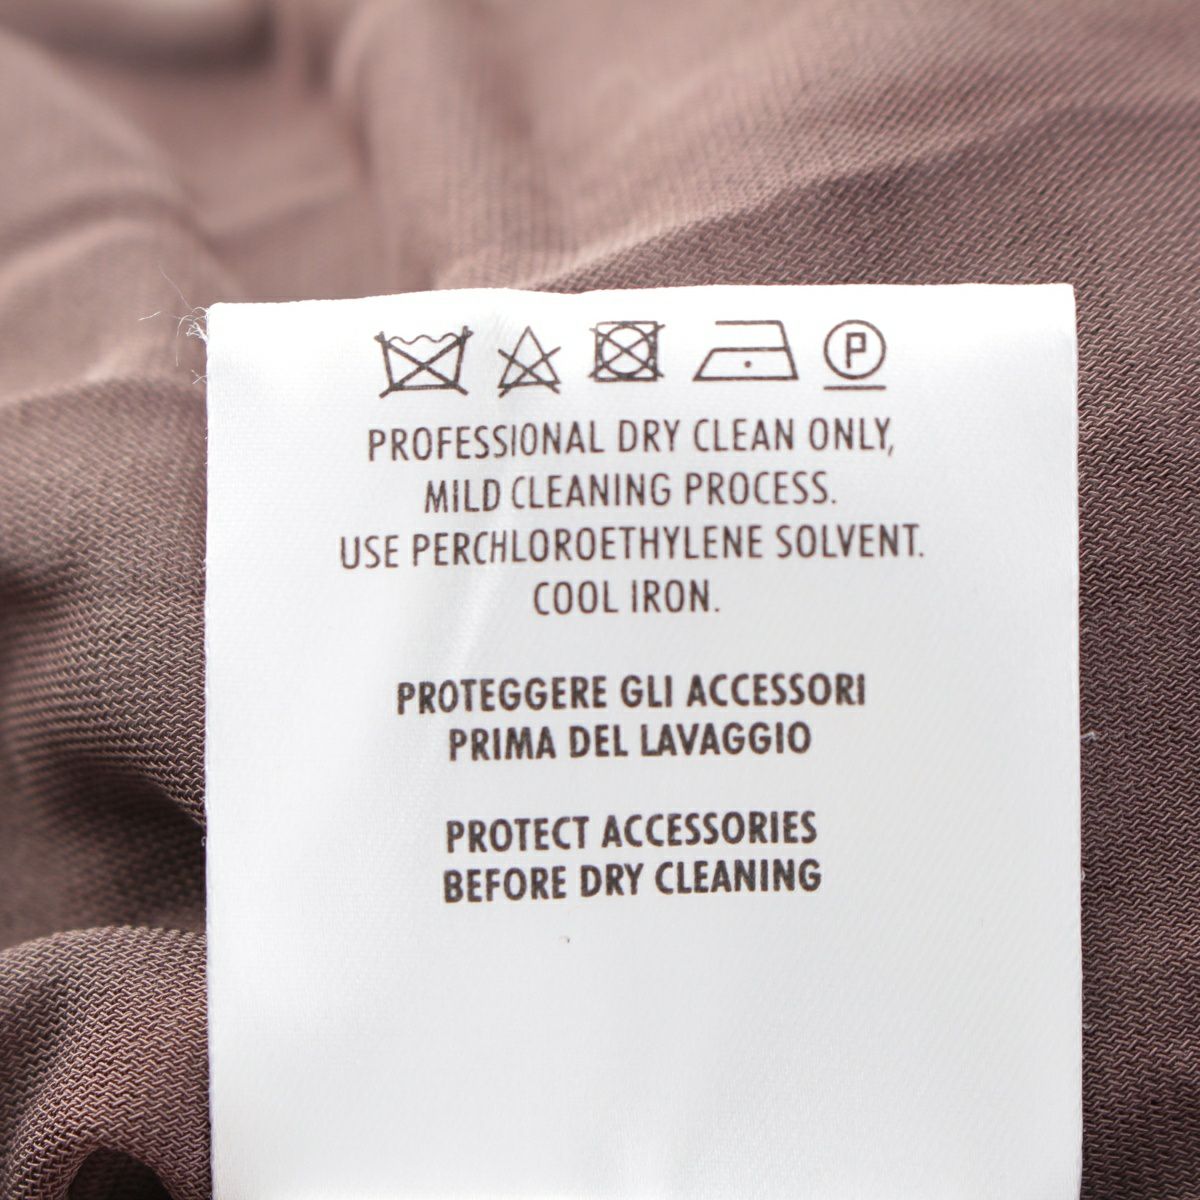 P
PROFESSIONAL DRY CLEAN ONLY,
MILD CLEANING PROCESS.
USE PERCHLOROETHYLENE SOLVENT.
COOL IRON.
PROTEGGERE GLI ACCESSORI
PRIMA DEL LAVAGGIO
PROTECT ACCESSORIES
BEFORE DRY CLEANING